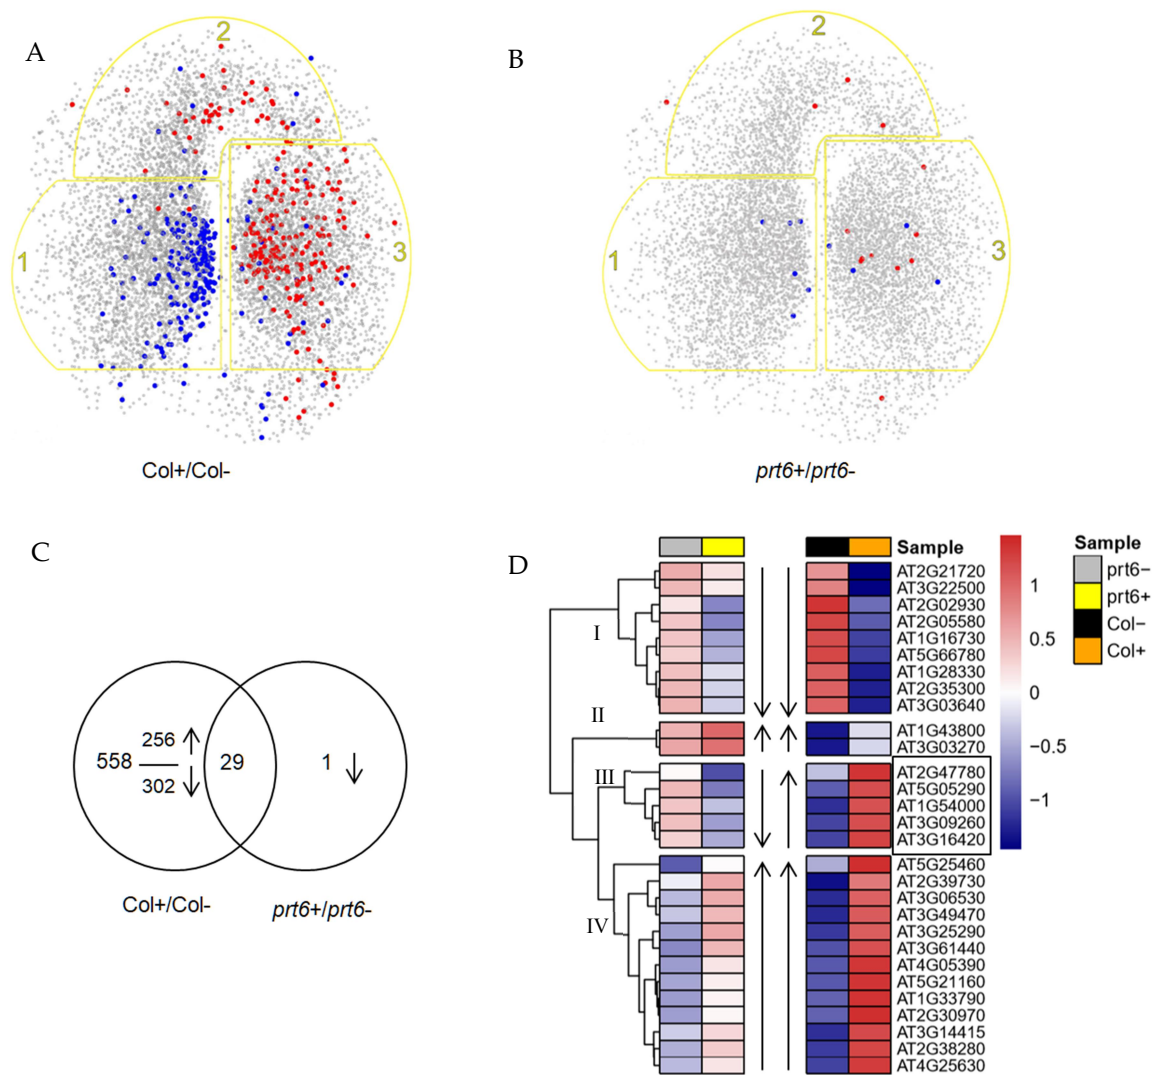 A
2
1
3
Col+/Col-
B
2
1
3
prt6+/prt6-
C
558
256
302
29
1
Col+/Col-
prt6+/prt6-
D
Sample
I
II
III
IV
AT2G21720
AT3G22500
AT2G02930
AT2G05580
AT1G16730
AT5G66780
AT1G28330
AT2G35300
AT3G03640
AT1G43800
AT3G03270
AT2G47780
AT5G05290
AT1G54000
AT3G09260
AT3G16420
AT5G25460
AT2G39730
AT3G06530
AT3G49470
AT3G25290
AT3G61440
AT4G05390
AT5G21160
AT1G33790
AT2G30970
AT3G14415
AT2G38280
AT4G25630
1
0.5
0
−0.5
−1
Sample
prt6−
prt6+
Col−
Col+